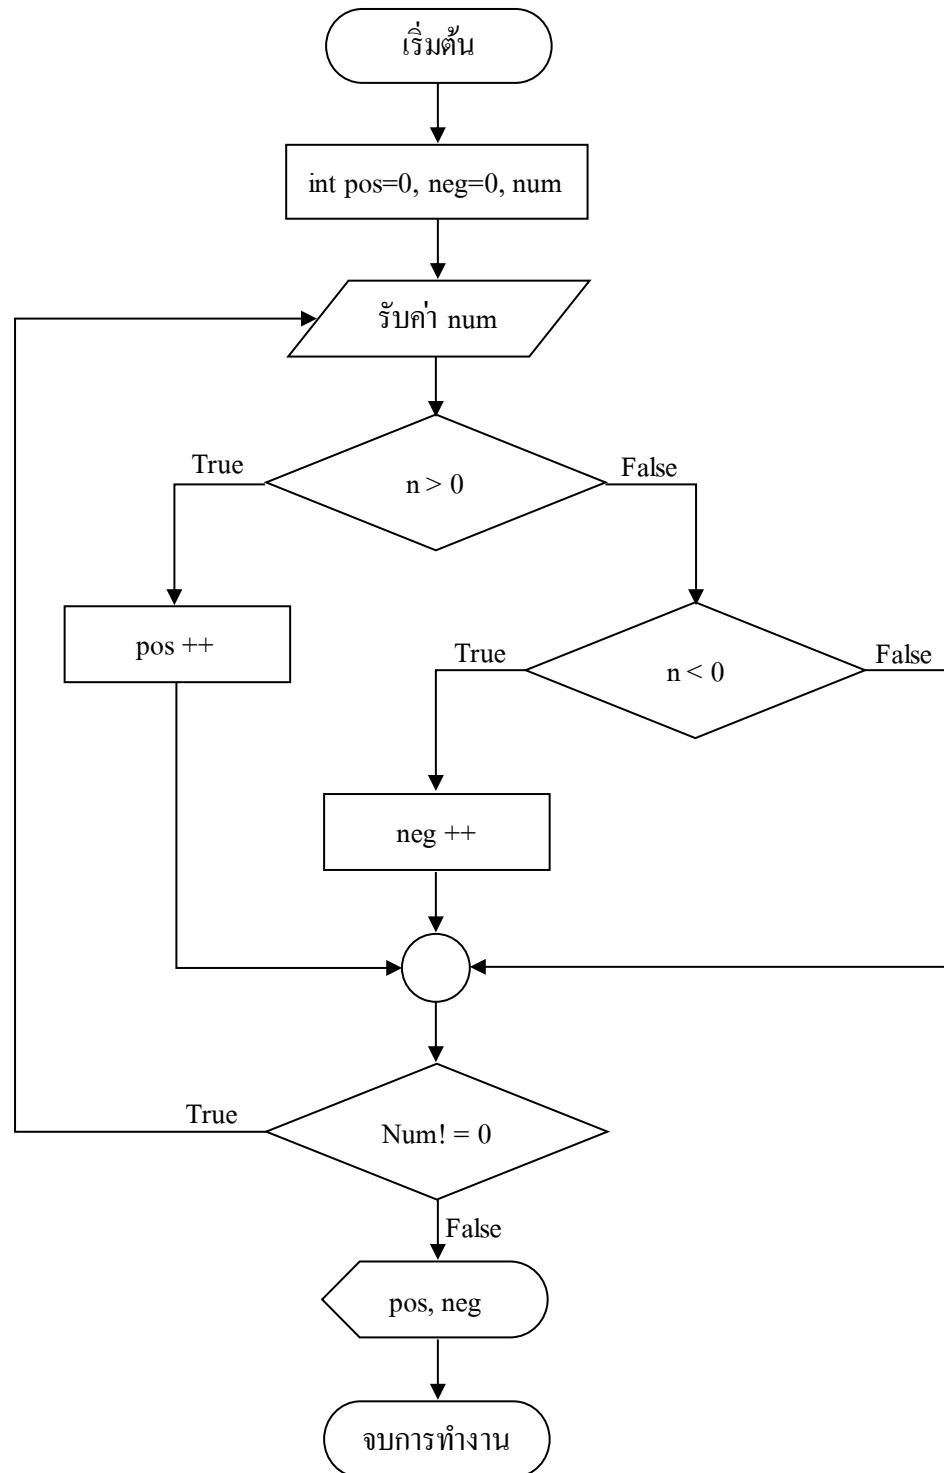 เริ่มต้น
int pos=0, neg=0, num
รับค่า num
n > 0
True
False
pos ++
n < 0
True
False
neg ++
Num! = 0
True
False
pos, neg
จบการทำงาน